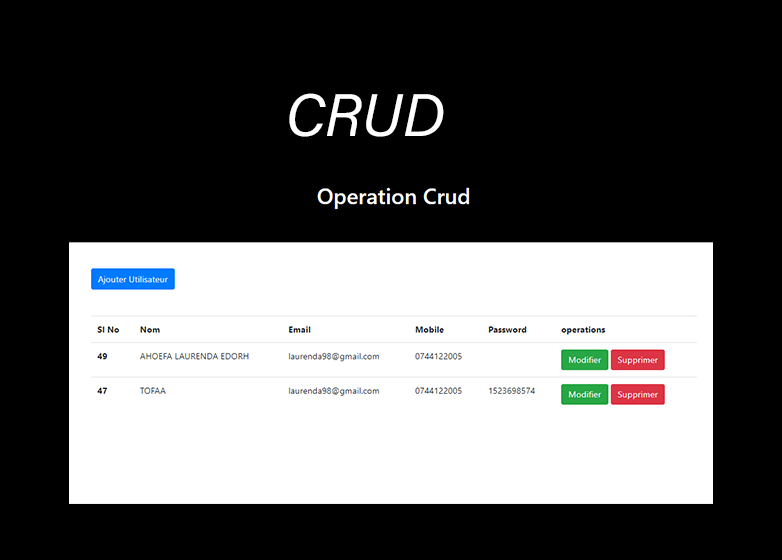 CRUD
Operation Crud
Ajouter Utilisateur
Sl No Nom Email Mobile Password operations
49 AHOEFA LAURENDA EDORH laurenda98@gmail.com 0744122005 Modifier Supprimer
47 TOFAA laurenda98@gmail.com 0744122005 1523698574 Modifier Supprimer